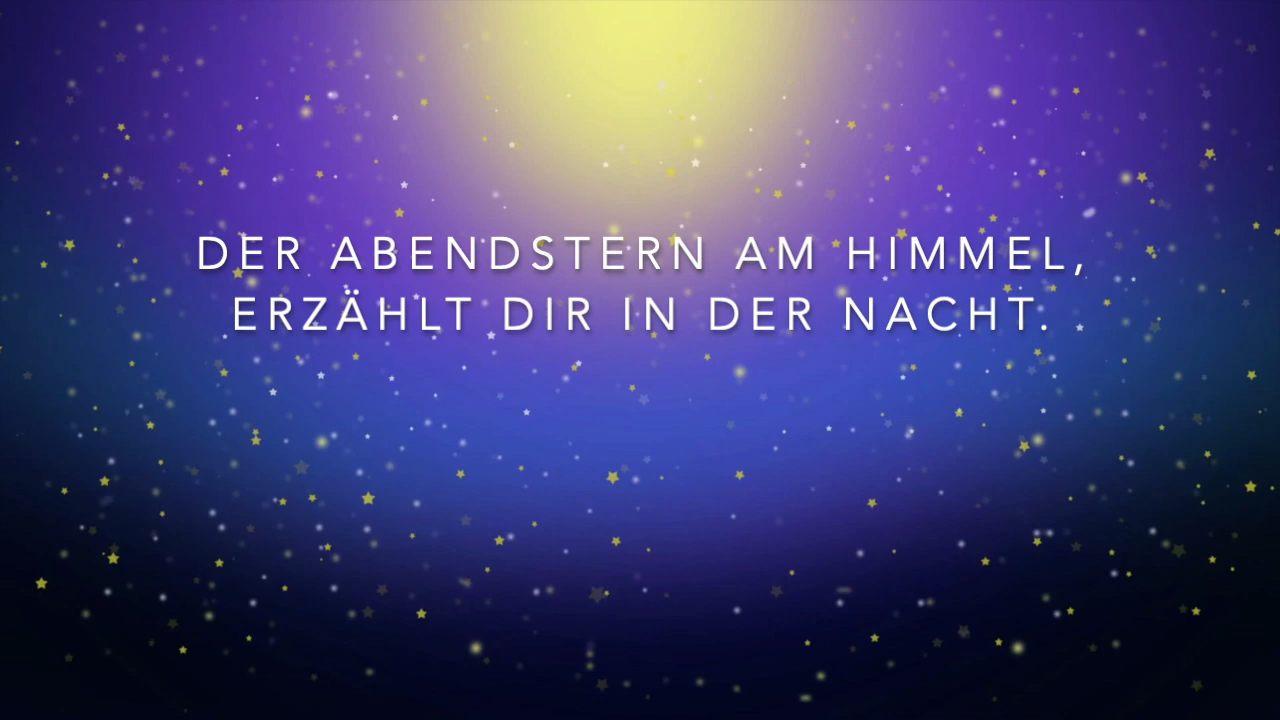 DER ABENDSTERN AM HIMMEL,
ERZÄHLT DIR IN DER NACHT.